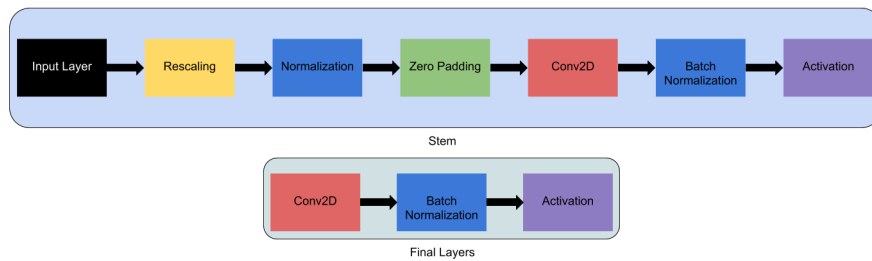 Input Layer
Rescaling
Normalization
Zero Padding
Conv2D
Batch
Normalization
Activation
Stem
Conv2D
Batch
Normalization
Activation
Final Layers